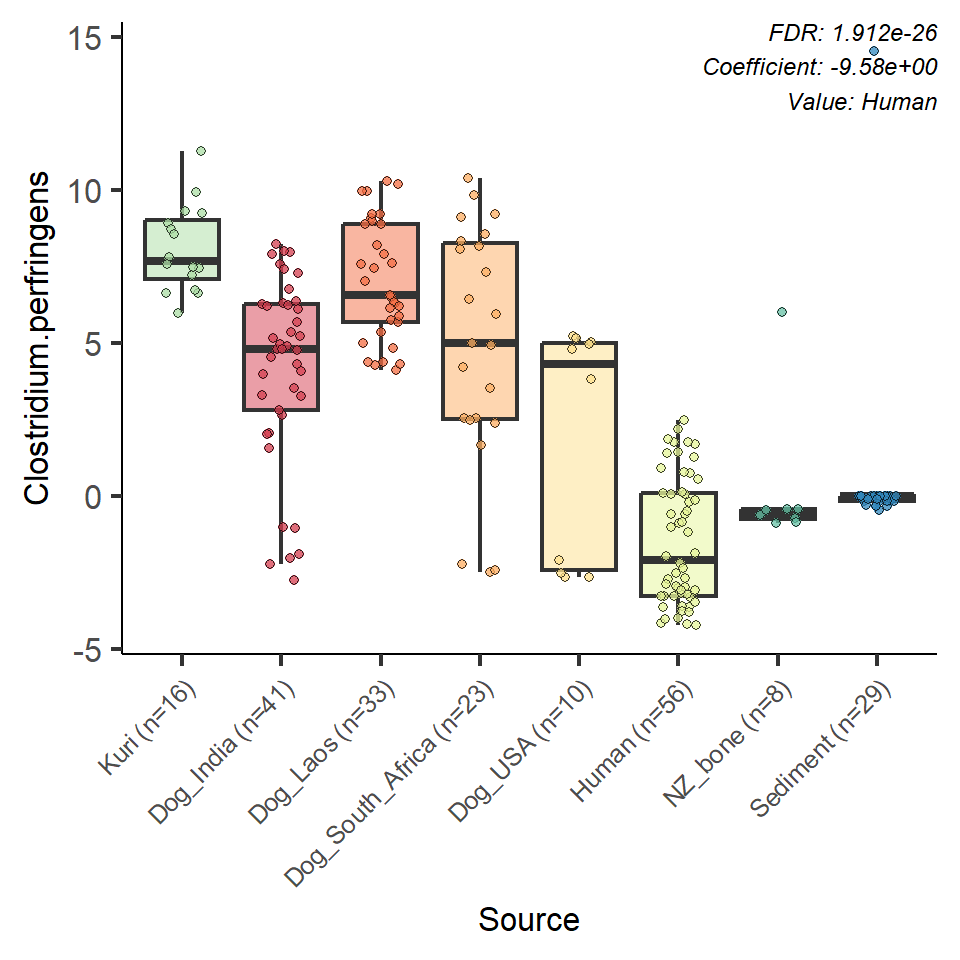 FDR: 1.912e-26
Coefficient: -9.58e+00
Value: Human
15
10
5
0
-5
Clostridium.perfringens
Kuri (n=16)
Dog_India (n=41)
Dog_Laos (n=33)
Dog_South_Africa (n=23)
Dog_USA (n=10)
Human (n=56)
NZ_bone (n=8)
Sediment (n=29)
Source